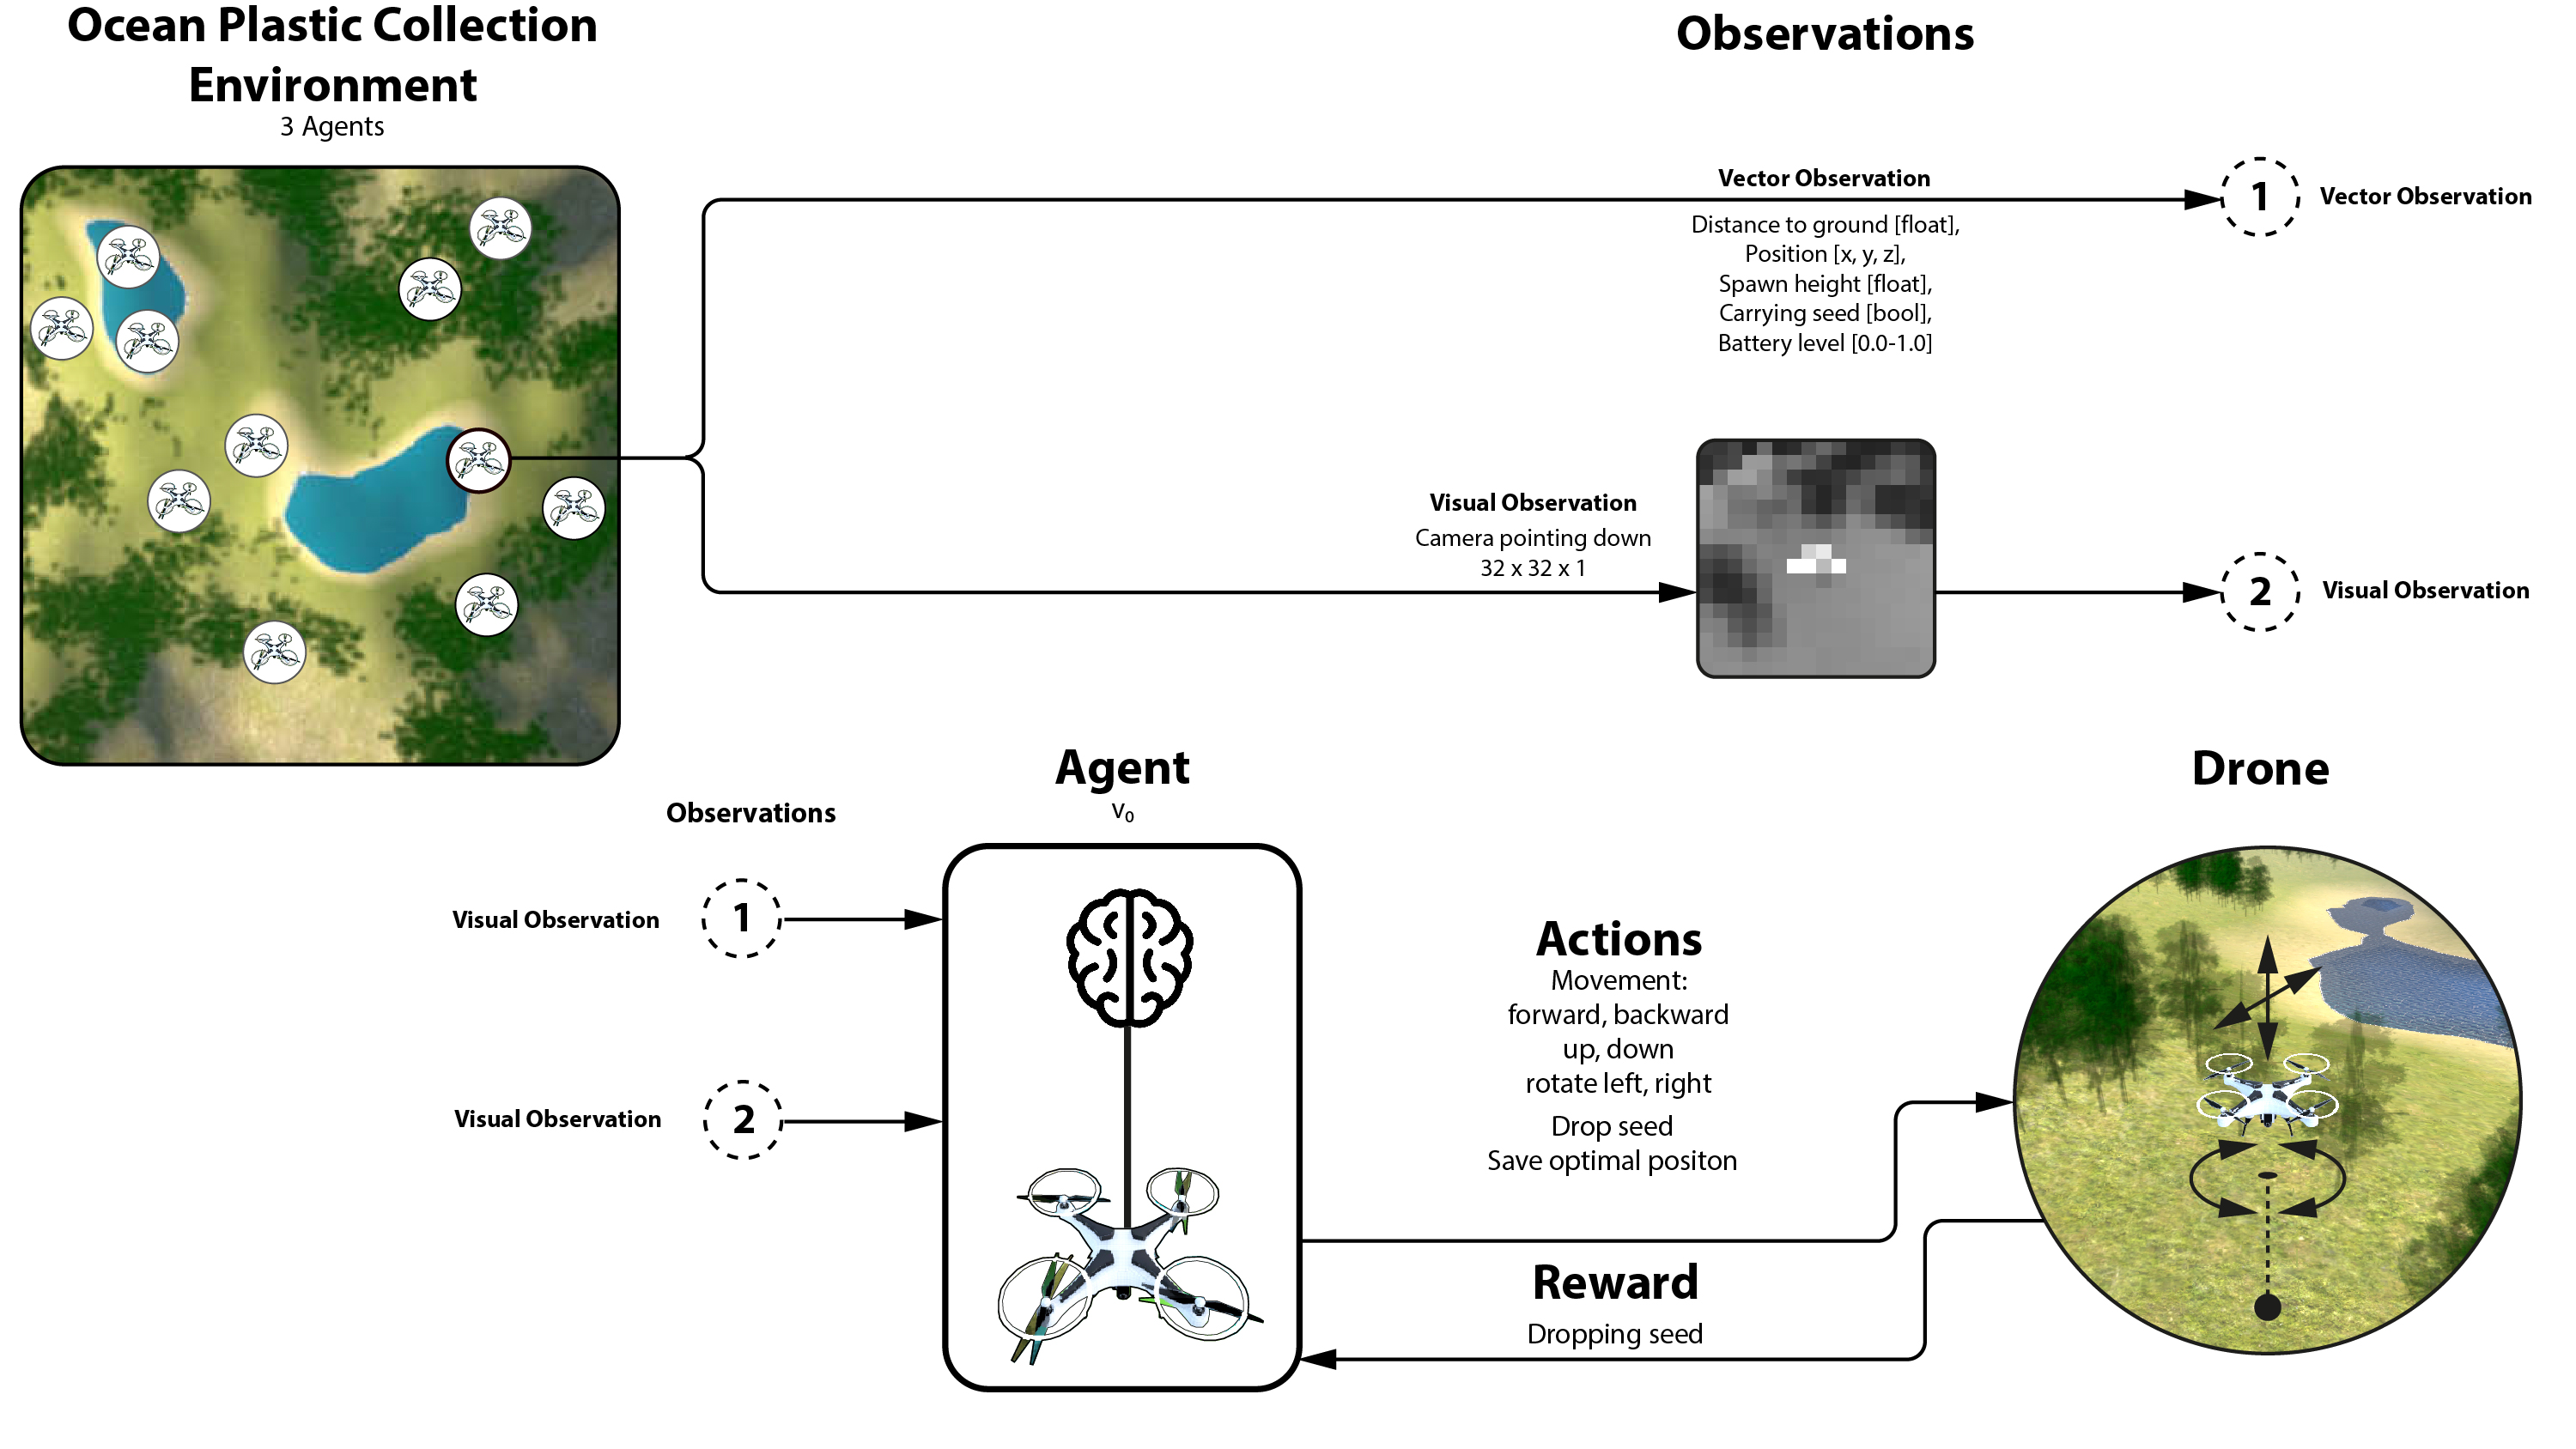 Ocean Plastic Collection
Environment
3 Agents
Observations
Vector Observation
Distance to ground [float],
Position [x, y, z],
Spawn height [float],
Carrying seed [bool],
Battery level [0.0-1.0]
1
Vector Observation
Visual Observation
Camera pointing down
32 x 32 x 1
2
Visual Observation
Agent
v₀
Observations
Visual Observation
1
Visual Observation
2
Actions
Movement:
forward, backward
up, down
rotate left, right
Drop seed
Save optimal positon
Reward
Dropping seed
Drone